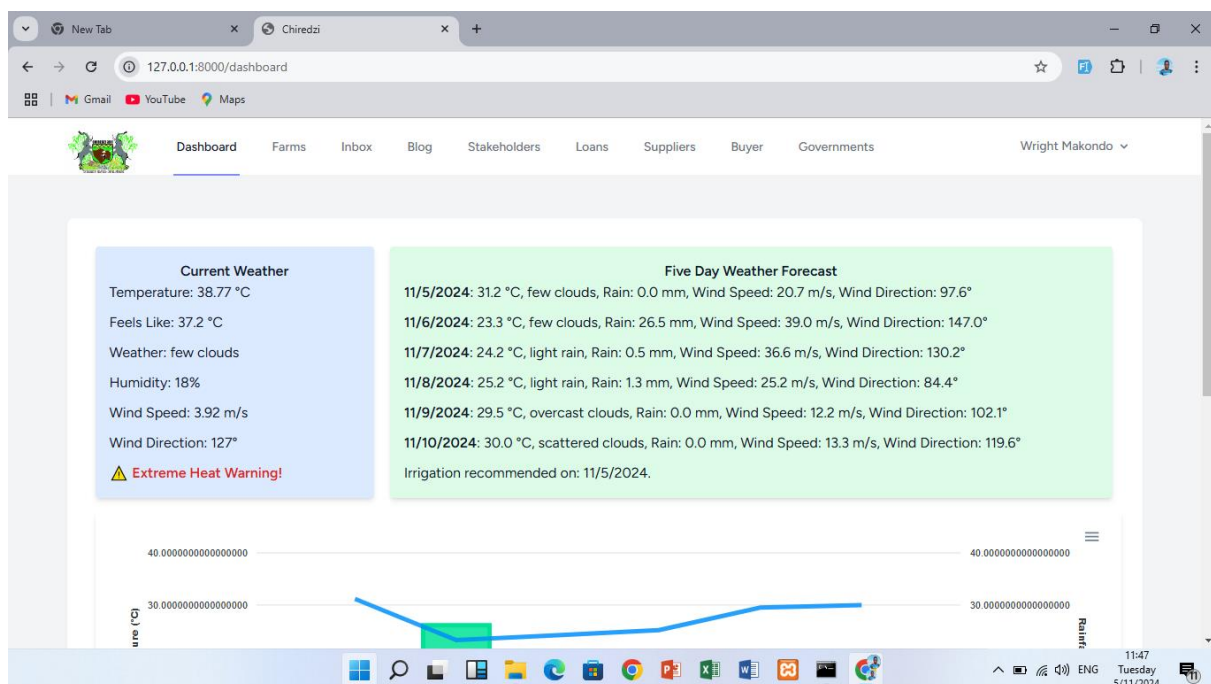 New Tab
Chiredzi
127.0.0.1:8000/dashboard
Gmail YouTube Maps
Dashboard Farms Inbox Blog Stakeholders Loans Suppliers Buyer Governments Wright Makondo
Current Weather
Temperature: 38.77 °C
Feels Like: 37.2 °C
Weather: few clouds
Humidity: 18%
Wind Speed: 3.92 m/s
Wind Direction: 127°
Extreme Heat Warning!
Five Day Weather Forecast
11/5/2024: 31.2 °C, few clouds, Rain: 0.0 mm, Wind Speed: 20.7 m/s, Wind Direction: 97.6°
11/6/2024: 23.3 °C, few clouds, Rain: 26.5 mm, Wind Speed: 39.0 m/s, Wind Direction: 147.0°
11/7/2024: 24.2 °C, light rain, Rain: 0.5 mm, Wind Speed: 36.6 m/s, Wind Direction: 130.2°
11/8/2024: 25.2 °C, light rain, Rain: 1.3 mm, Wind Speed: 25.2 m/s, Wind Direction: 84.4°
11/9/2024: 29.5 °C, overcast clouds, Rain: 0.0 mm, Wind Speed: 12.2 m/s, Wind Direction: 102.1°
11/10/2024: 30.0 °C, scattered clouds, Rain: 0.0 mm, Wind Speed: 13.3 m/s, Wind Direction: 119.6°
Irrigation recommended on: 11/5/2024.
40.0000000000000000 40.0000000000000000
30.0000000000000000 30.0000000000000000
ure (°C)
Rainf
ENG
11:47
Tuesday
5/11/2024